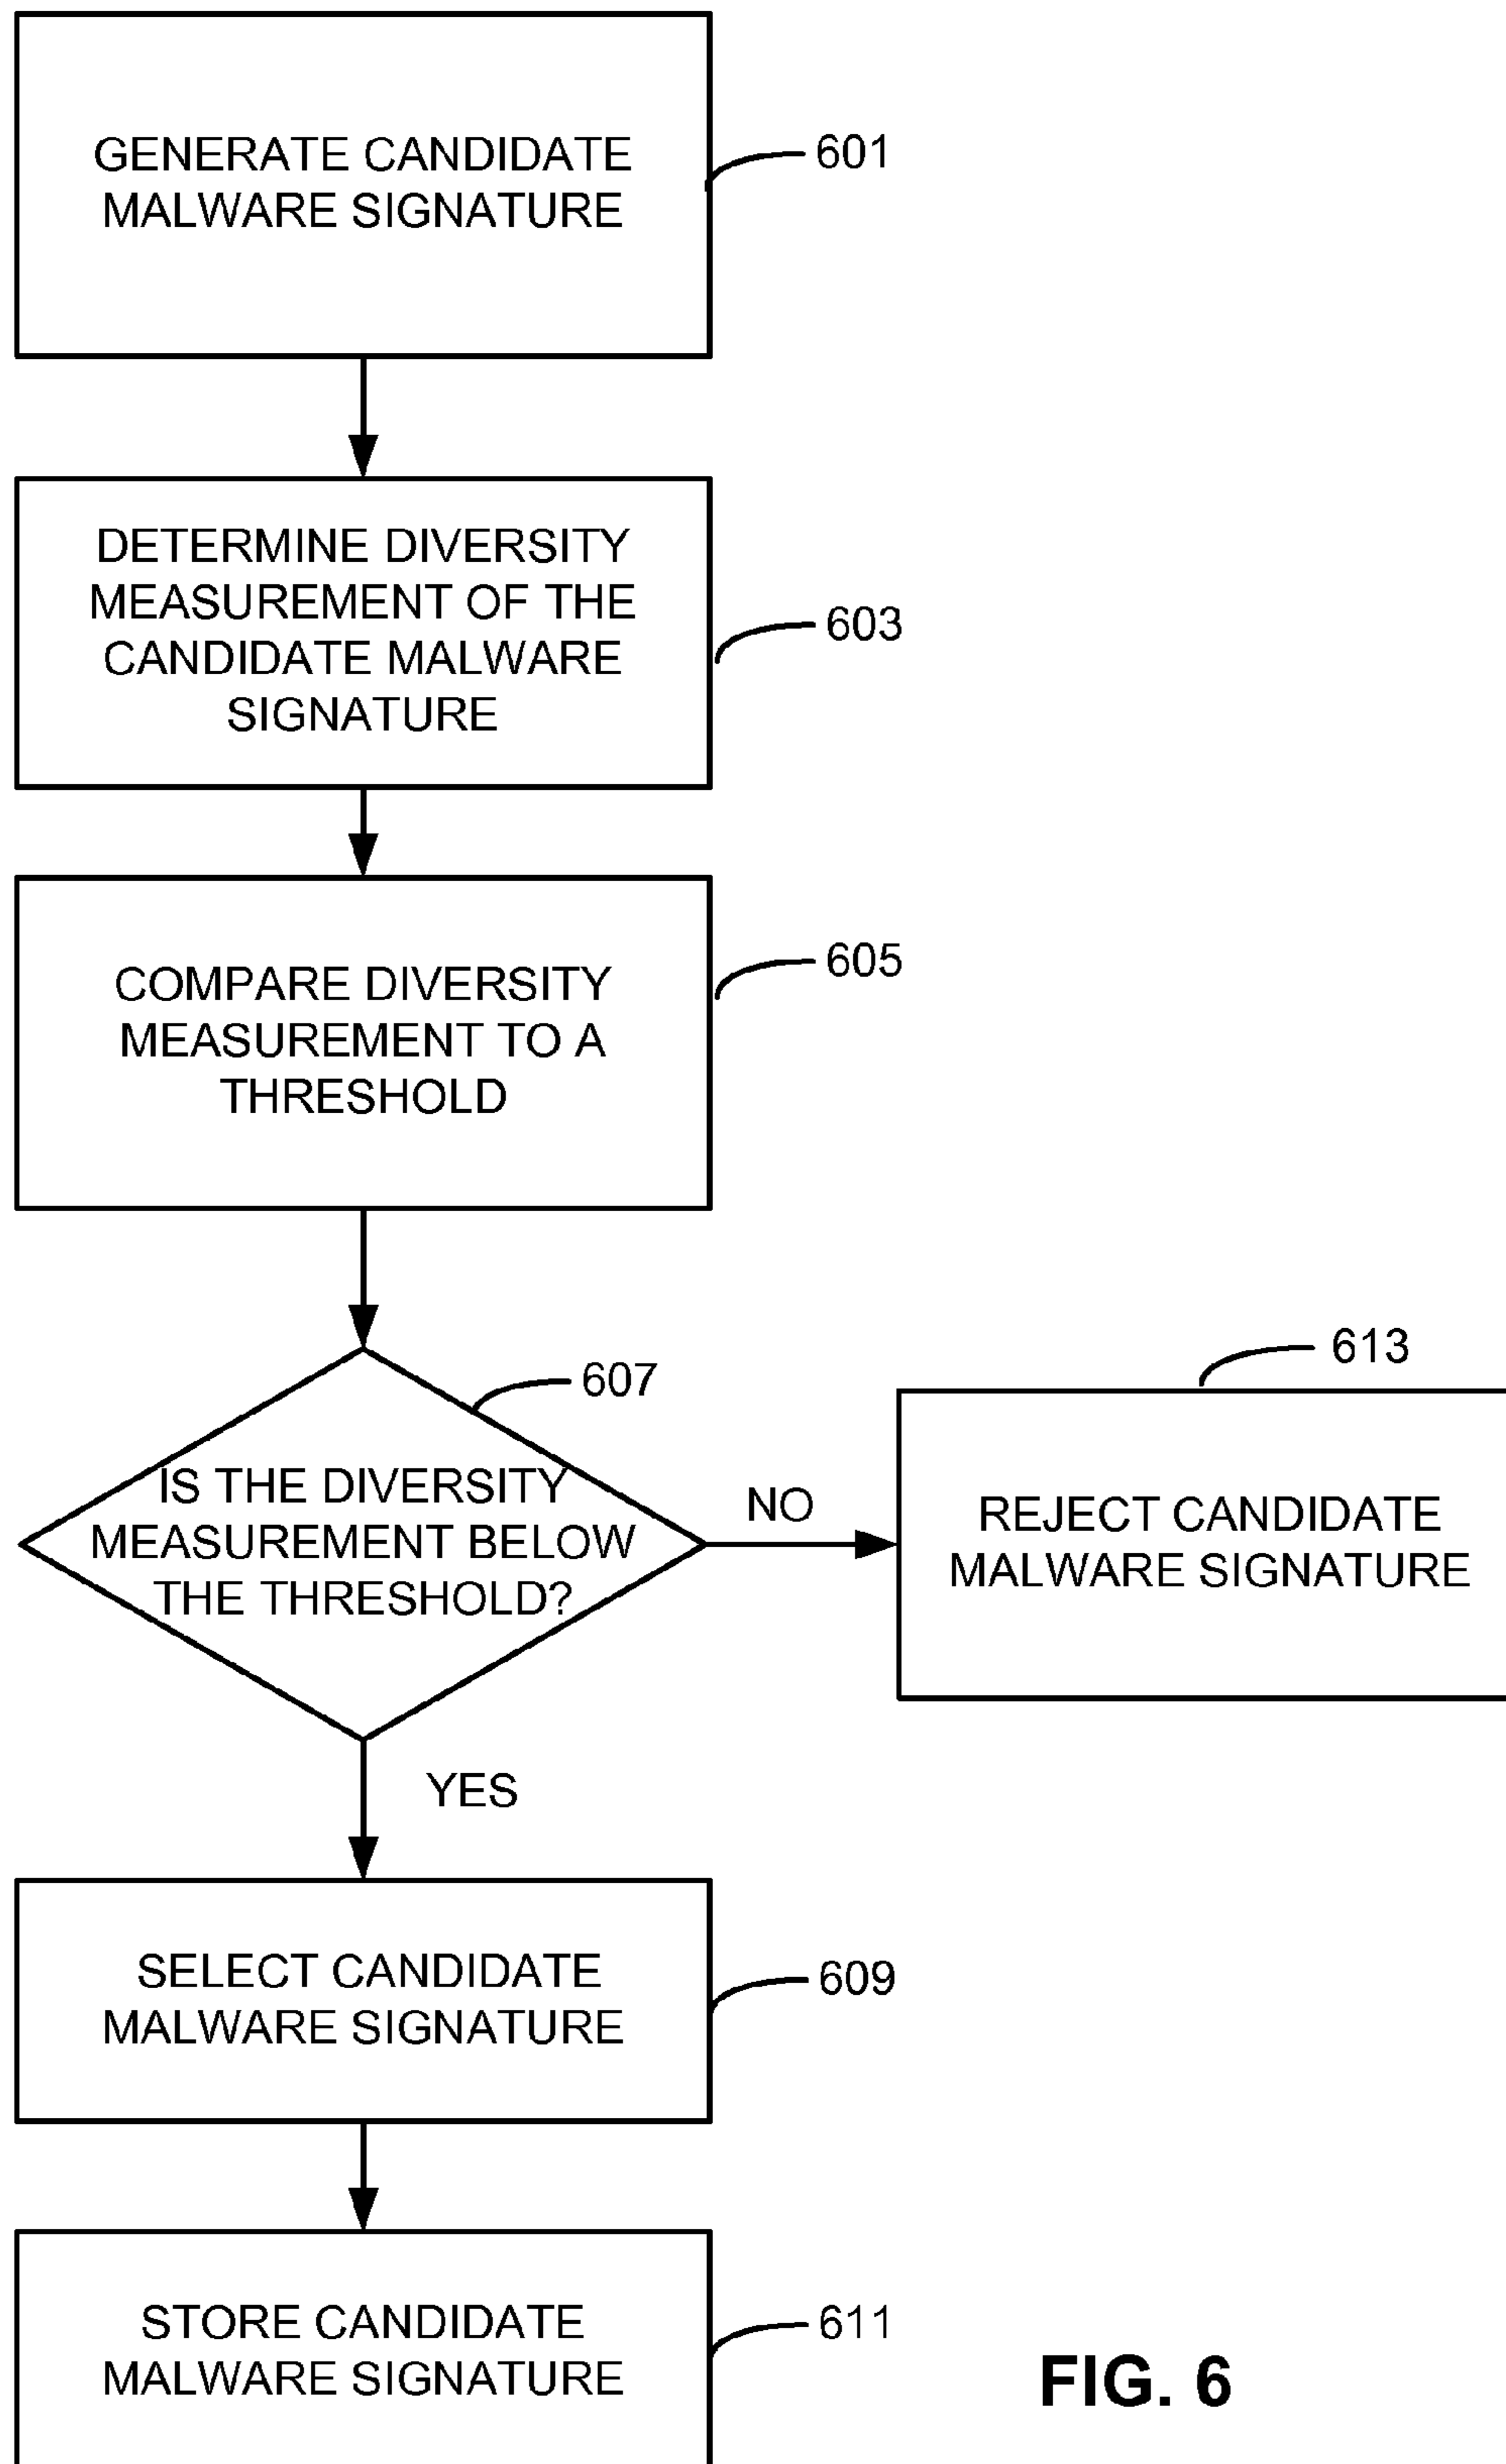 GENERATE CANDIDATE
MALWARE SIGNATURE
601
DETERMINE DIVERSITY
MEASUREMENT OF THE
CANDIDATE MALWARE
SIGNATURE
603
COMPARE DIVERSITY
MEASUREMENT TO A
THRESHOLD
605
607
IS THE DIVERSITY
MEASUREMENT BELOW
THE THRESHOLD?
NO
613
REJECT CANDIDATE
MALWARE SIGNATURE
YES
SELECT CANDIDATE
MALWARE SIGNATURE
609
STORE CANDIDATE
MALWARE SIGNATURE
611
FIG. 6